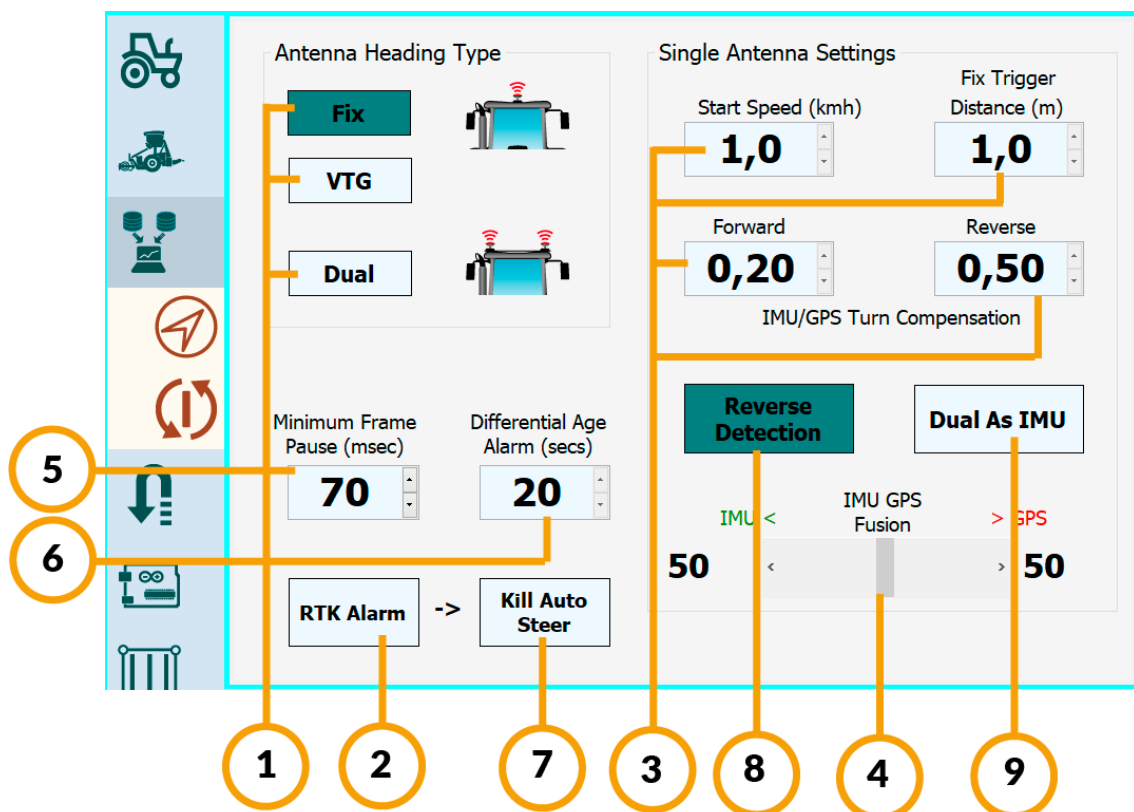 Antenna Heading Type
Fix
VTG
Dual
Minimum Frame
Pause (msec)
70
Differential Age
Alarm (secs)
20
RTK Alarm
->
Kill Auto
Steer
Single Antenna Settings
Start Speed (kmh)
1,0
Fix Trigger
Distance (m)
1,0
Forward
0,20
Reverse
0,50
IMU/GPS Turn Compensation
Reverse
Detection
Dual As IMU
IMU <
IMU GPS
Fusion
> GPS
50
<
>
50
5
6
1
2
7
3
8
4
9